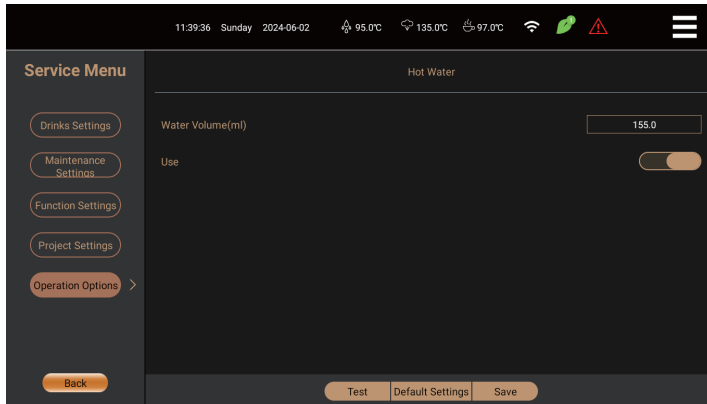 11:39:36 Sunday 2024-06-02 95.0℃ 135.0℃ 97.0℃
Service Menu
Hot Water
Drinks Settings
Water Volume(ml) 155.0
Maintenance
Settings
Use
Function Settings
Project Settings
Operation Options >
Back
Test Default Settings Save